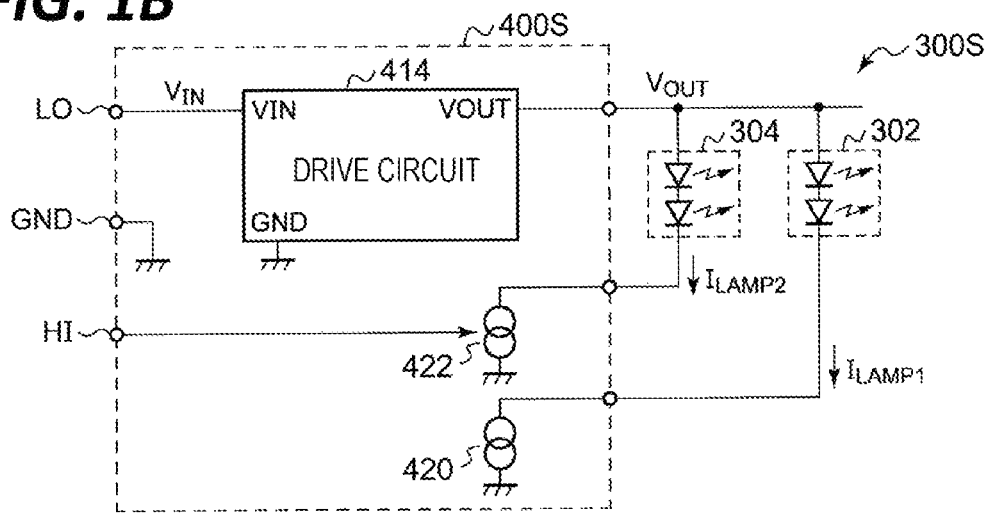 FIG. 1B
400S
300S
414
LO
VIN
VIN
VOUT
VOUT
304
302
DRIVE CIRCUIT
GND
GND
ILAMP2
HI
422
ILAMP1
420